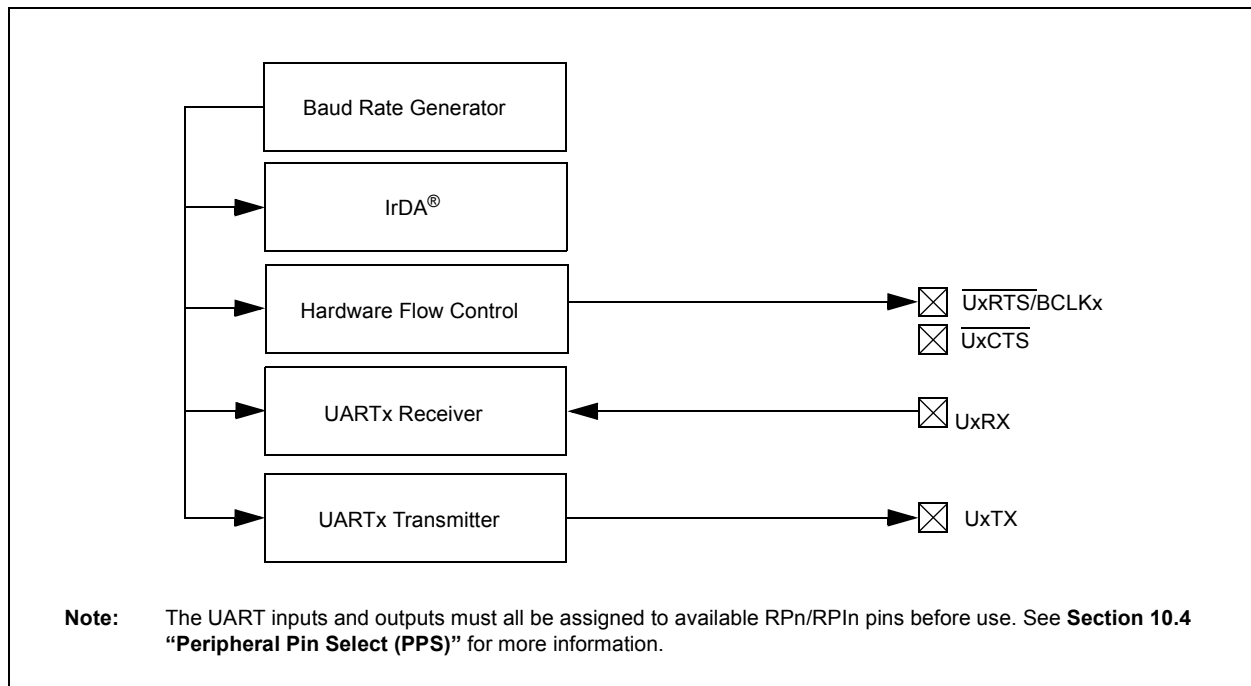 Baud Rate Generator
IrDA®
Hardware Flow Control
UxRTS/BCLKx
UxCTS
UARTx Receiver
UxRX
UARTx Transmitter
UxTX
Note: The UART inputs and outputs must all be assigned to available RPn/RPIn pins before use. See Section 10.4
“Peripheral Pin Select (PPS)” for more information.